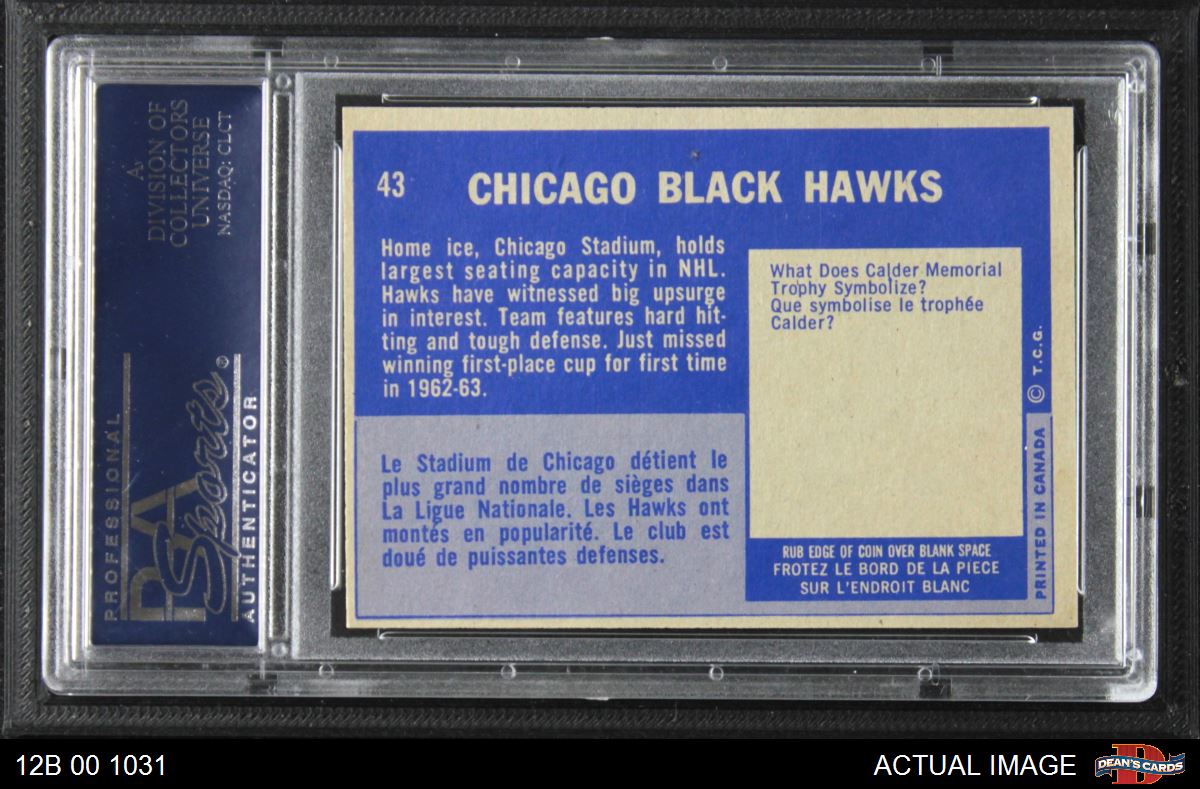 A
DIVISION OF
COLLECTORS
UNIVERSE
NASDAQ: CLCT
PROFESSIONAL
PSA
Sports®
AUTHENTICATOR
43
CHICAGO BLACK HAWKS
Home ice, Chicago Stadium, holds
largest seating capacity in NHL.
Hawks have witnessed big upsurge
in interest. Team features hard hit-
ting and tough defense. Just missed
winning first-place cup for first time
in 1962-63.
Le Stadium de Chicago détient le
plus grand nombre de sièges dans
La Ligue Nationale. Les Hawks ont
montés en popularité. Le club est
doué de puissantes defenses.
What Does Calder Memorial
Trophy Symbolize?
Que symbolise le trophée
Calder?
RUB EDGE OF COIN OVER BLANK SPACE
FROTEZ LE BORD DE LA PIECE
SUR L'ENDROIT BLANC
© T.C.G.
PRINTED IN CANADA
12B 00 1031
ACTUAL IMAGE
DEAN'S CARDS